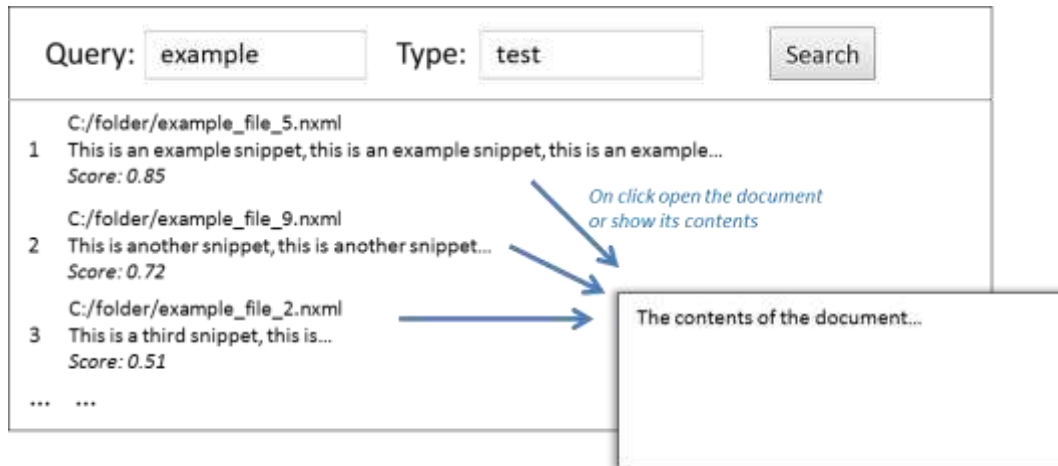 Query: example Type: test Search
C:/folder/example_file_5.nxml
1 This is an example snippet, this is an example snippet, this is an example...
Score: 0.85
On click open the document
or show its contents
C:/folder/example_file_9.nxml
2 This is another snippet, this is another snippet...
Score: 0.72
C:/folder/example_file_2.nxml
3 This is a third snippet, this is...
Score: 0.51
... ...
The contents of the document...